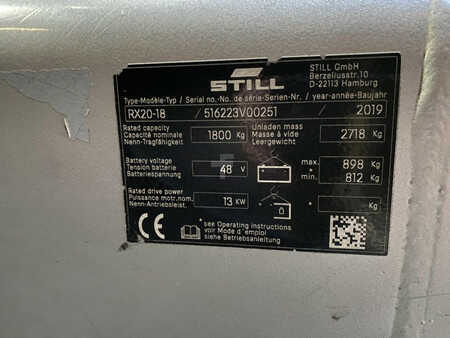 STILL
STILL GmbH
Berzeliusstr.10
D-22113 Hamburg
Type-Modèle-Typ / Serial no.-No. de série-Serien-Nr. / year-année-Baujahr
RX20-18 / 516223V00251 / 2019
Rated capacity
Capacité nominale
Nenn-Tragfähigkeit
1800 Kg
Unladen mass
Masse à vide
Leergewicht
2718 Kg
Battery voltage
Tension batterie
Batteriespannung
48 V
max. 898 Kg
* min. * 812 Kg
Rated drive power
Puissance motr.nom.
Nenn-Antriebsleist.
13 KW
* Kg
CE
*see Operating instructions
voir Mode d'emploi
siehe Betriebsanleitung